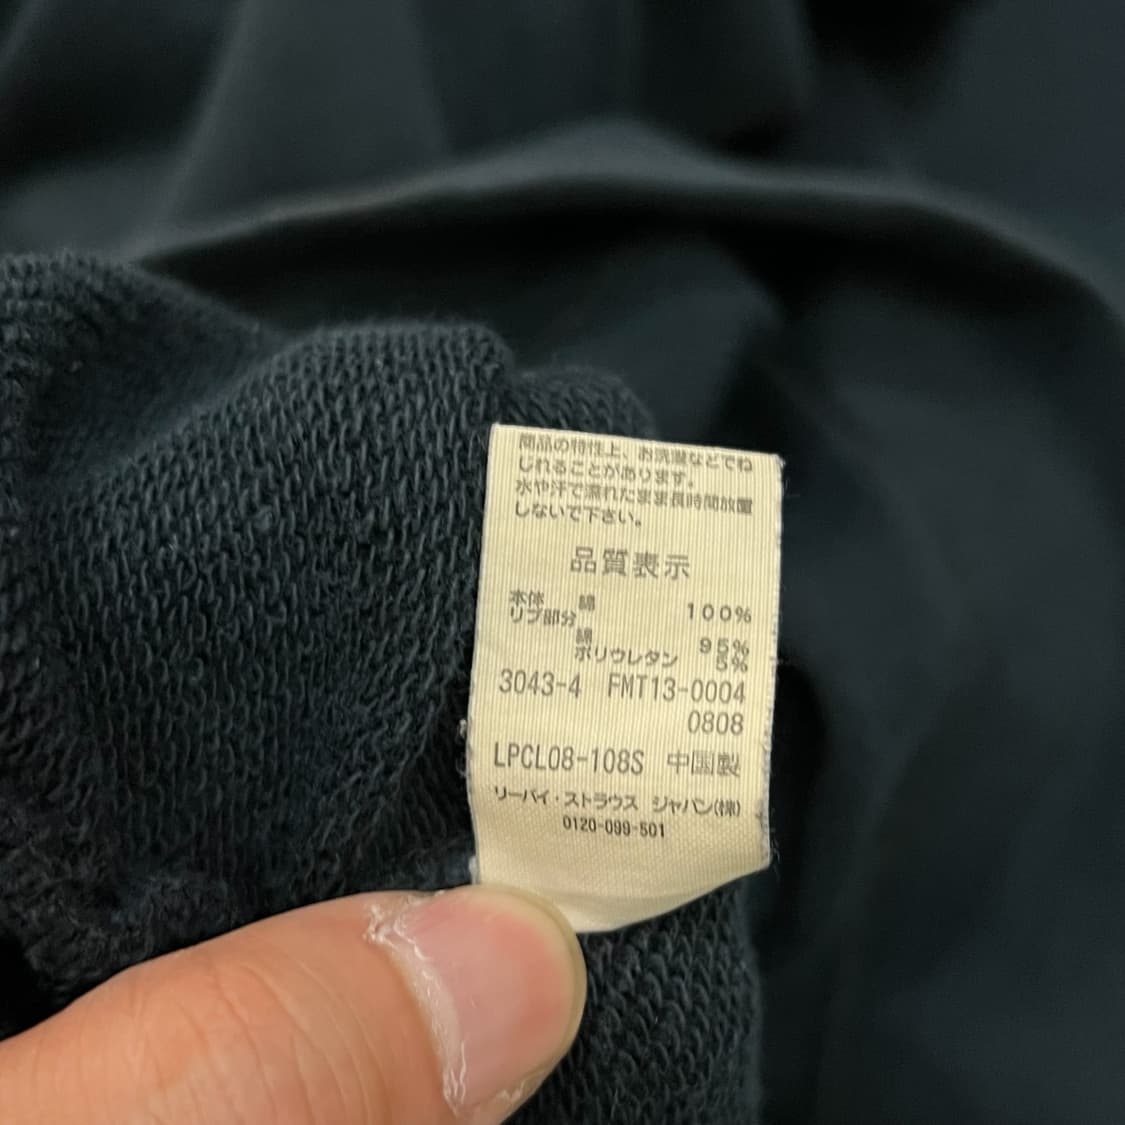 商品の特性上、お洗濯などでね
じれることがあります。
水や汗で濡れたまま長時間放置
しないで下さい。
品質表示
本体 綿 100%
リブ部分
綿 95%
ポリウレタン 5%
3043-4 FMT13-0004
0808
LPCL08-108S 中国製
リーバイ・ストラウス ジャパン(株)
0120-099-501